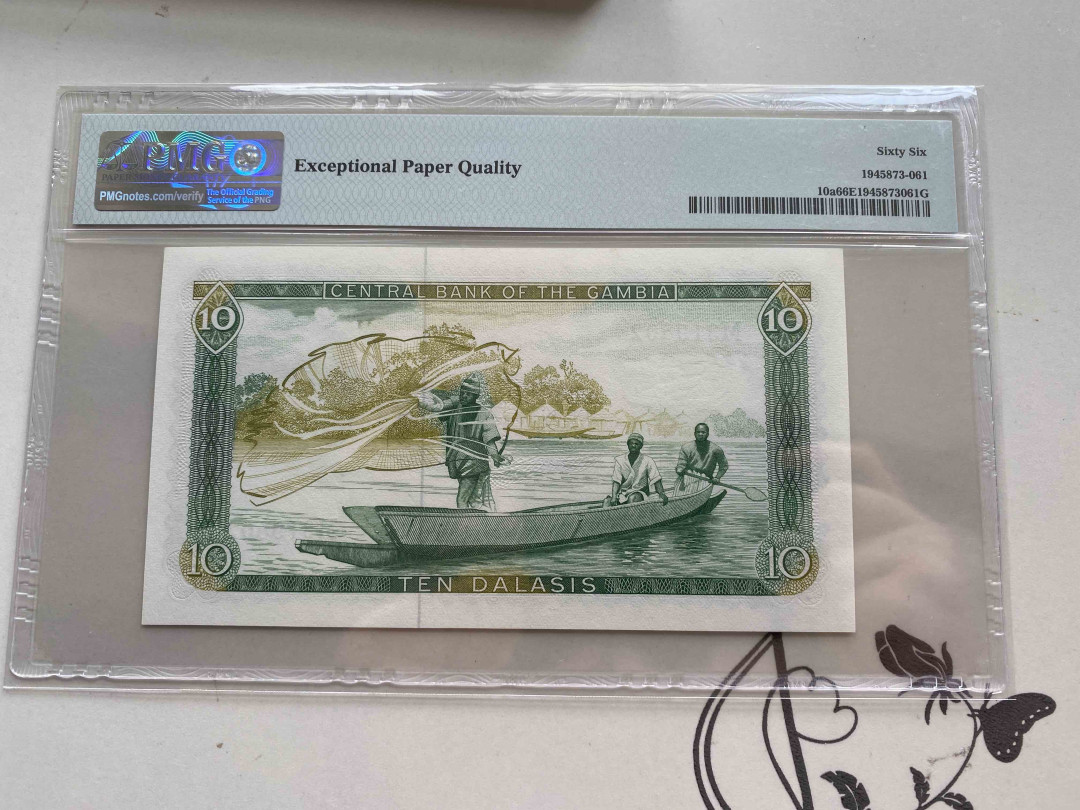 PMG
Exceptional Paper Quality
Sixty Six
1945873-061
10a66E1945873061G
PMGnotes.com/verify
The Official Grading
Service of the PNG
CENTRAL BANK OF THE GAMBIA
10
10
10
10
TEN DALASIS